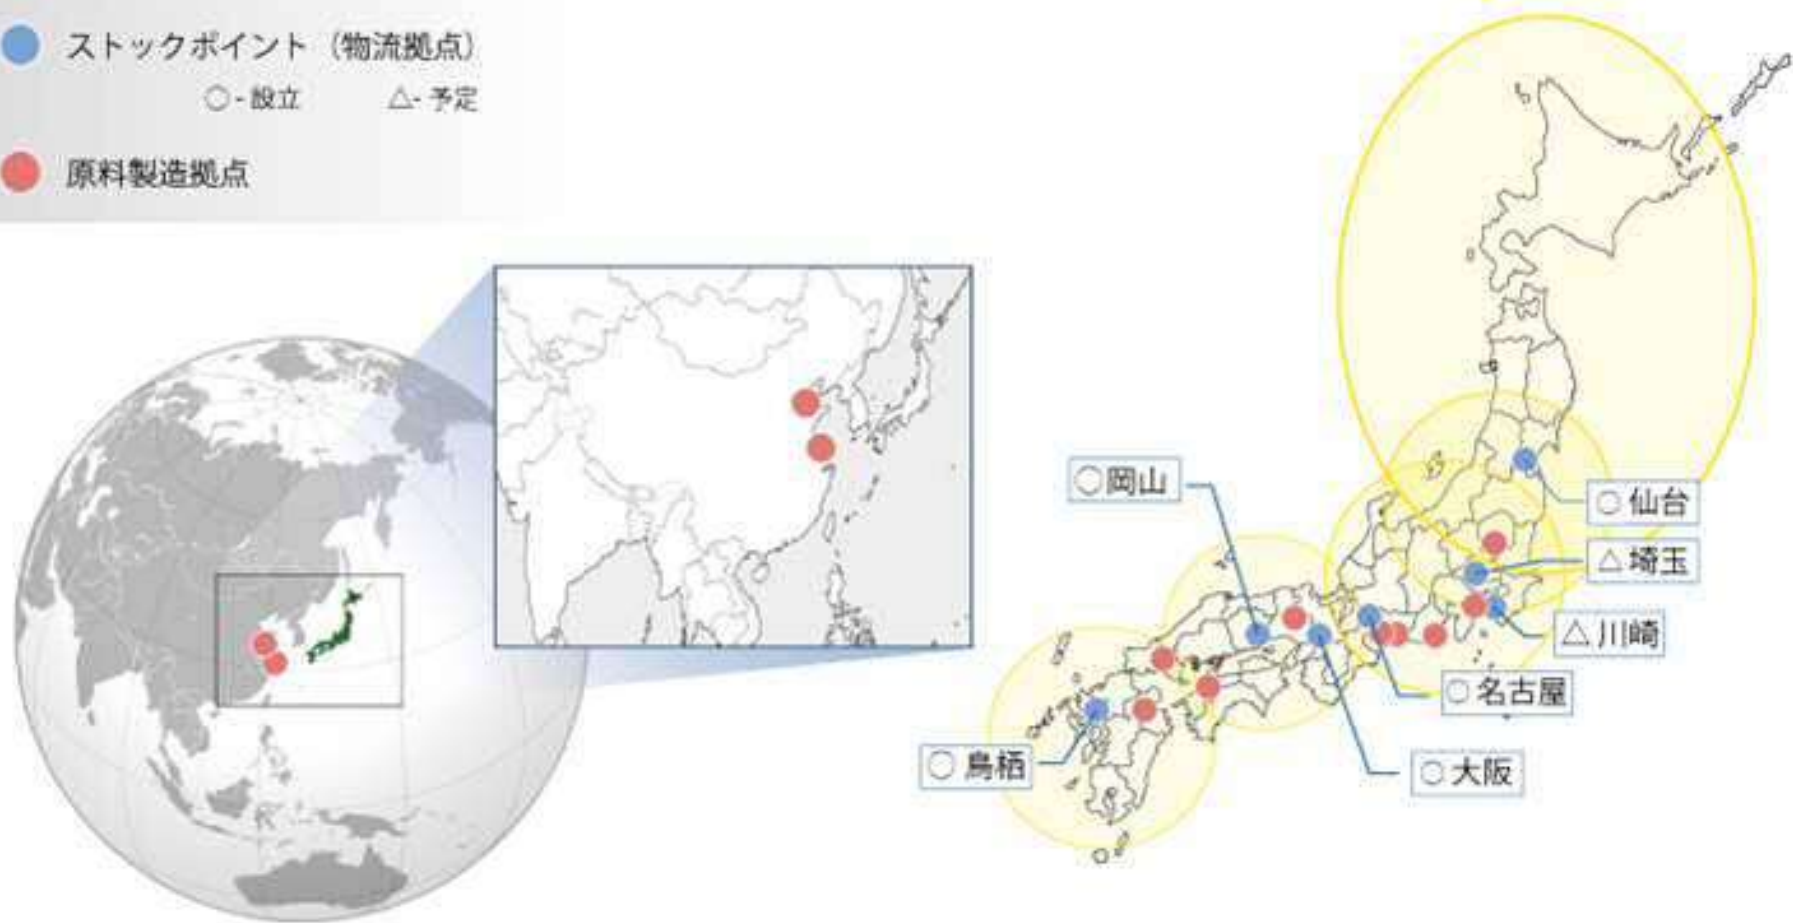 ストックポイント（物流拠点）
○-設立 △-予定
原料製造拠点
○岡山
○仙台
△埼玉
△川崎
○名古屋
○大阪
○鳥栖